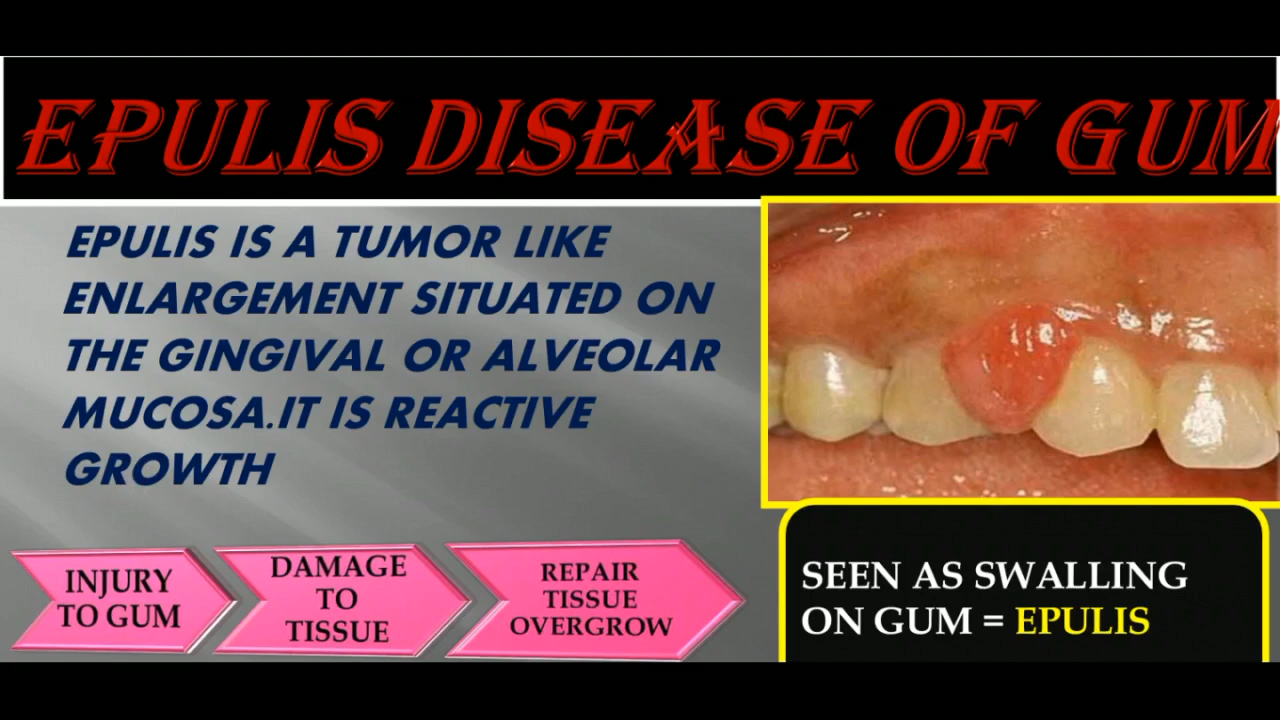 EPULIS DISEASE OF GUM
EPULIS IS A TUMOR LIKE
ENLARGEMENT SITUATED ON
THE GINGIVAL OR ALVEOLAR
MUCOSA.IT IS REACTIVE
GROWTH
INJURY
TO GUM
DAMAGE
TO
TISSUE
REPAIR
TISSUE
OVERGROW
SEEN AS SWALLING
ON GUM = EPULIS